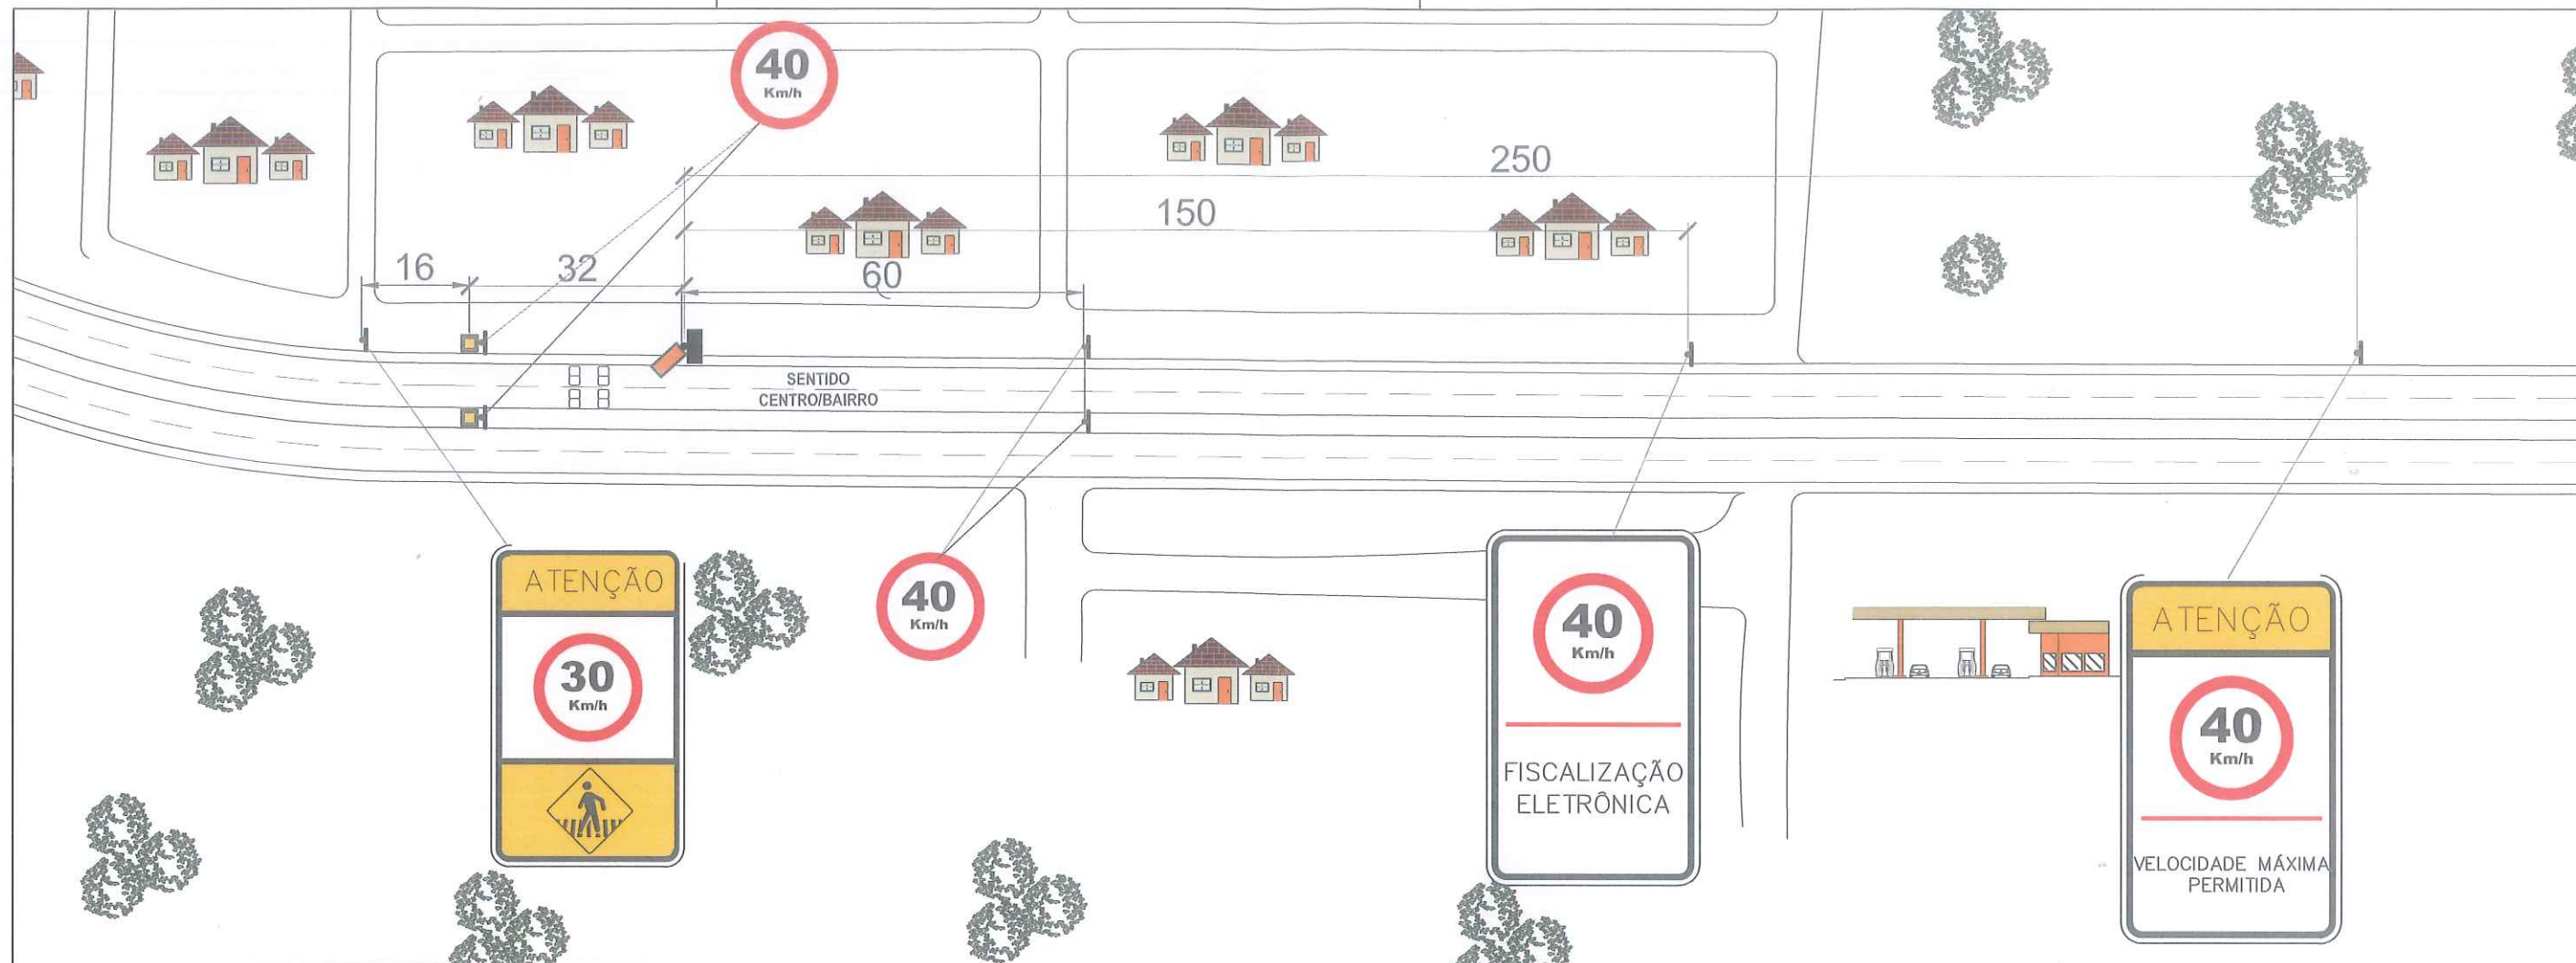 40
Km/h
250
150
16
32
60
SENTIDO
CENTRO/BAIRRO
ATENÇÃO
30
Km/h
40
Km/h
40
Km/h
FISCALIZAÇÃO
ELETRÔNICA
ATENÇÃO
40
Km/h
VELOCIDADE MÁXIMA
PERMITIDA